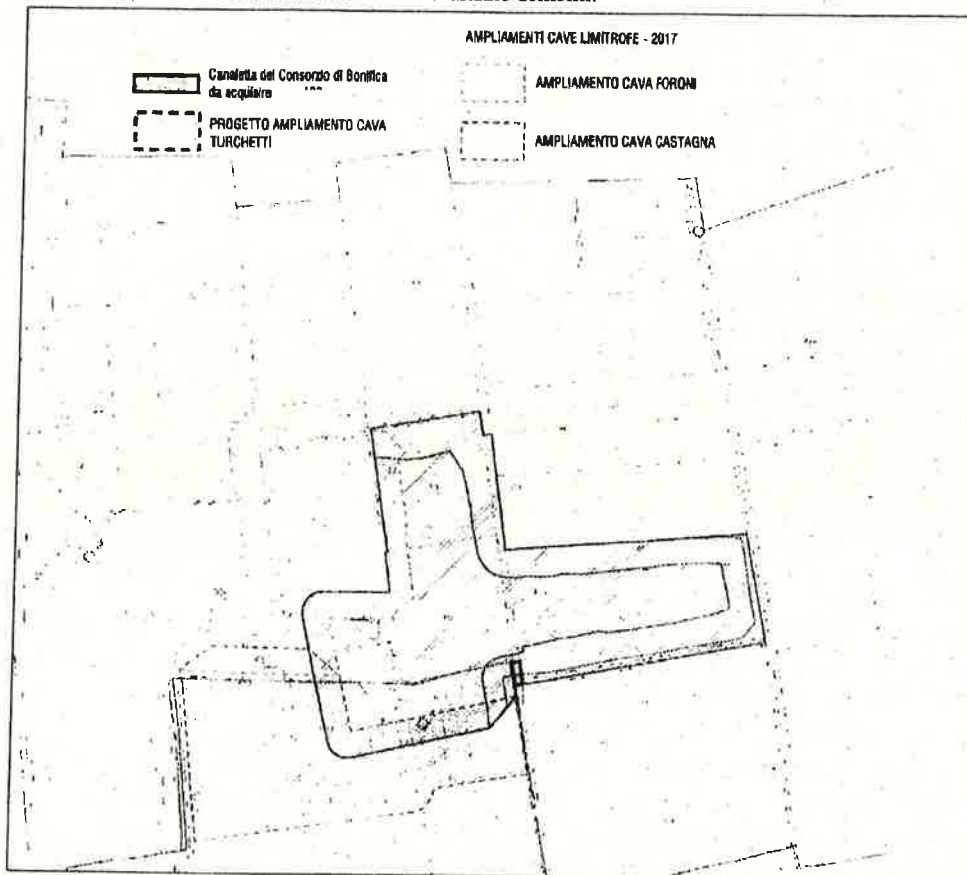 AMPLIAMENTI CAVE LIMITROFE - 2017
Canaletta del Consorzio di Bonifica
da acquisire
PROGETTO AMPLIAMENTO CAVA
TURCHETTI
AMPLIAMENTO CAVA FORONI
AMPLIAMENTO CAVA CASTAGNA